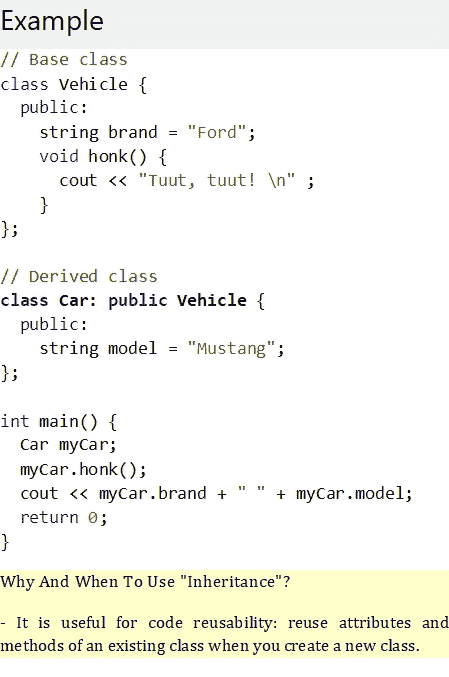 Example
// Base class
class Vehicle {
  public:
    string brand = "Ford";
    void honk() {
      cout << "Tuut, tuut! \n" ;
    }
};

// Derived class
class Car: public Vehicle {
  public:
    string model = "Mustang";
};

int main() {
  Car myCar;
  myCar.honk();
  cout << myCar.brand + " " + myCar.model;
  return 0;
}
Why And When To Use "Inheritance"?
- It is useful for code reusability: reuse attributes and
methods of an existing class when you create a new class.